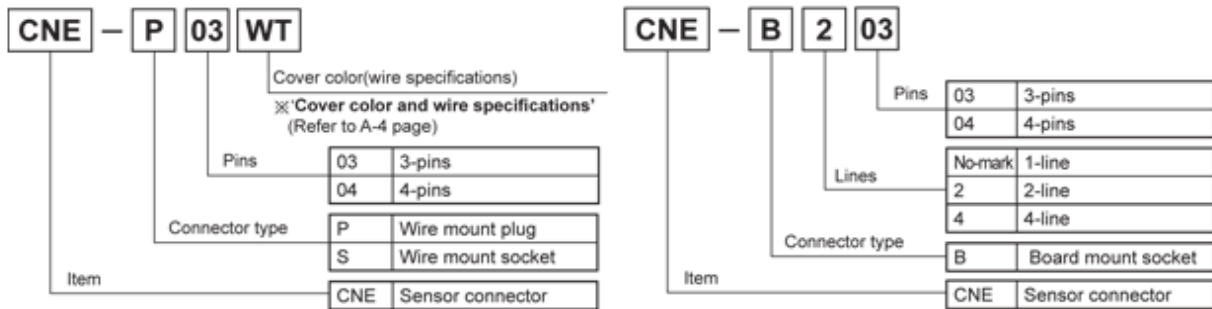 CNE – P 03 WT
Cover color(wire specifications)
※'Cover color and wire specifications'
(Refer to A-4 page)
Pins
03 3-pins
04 4-pins
Connector type
P Wire mount plug
S Wire mount socket
Item
CNE Sensor connector
CNE – B 2 03
Pins
03 3-pins
04 4-pins
Lines
No-mark 1-line
2 2-line
4 4-line
Connector type
B Board mount socket
Item
CNE Sensor connector